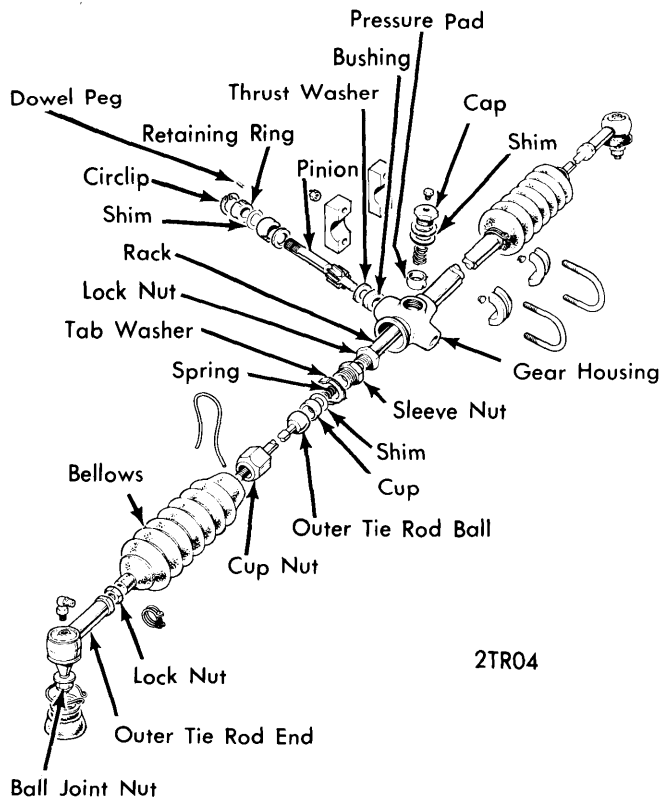 Pressure Pad
Bushing
Thrust Washer
Cap
Dowel Peg
Retaining Ring
Shim
Pinion
Circlip
Shim
Rack
Lock Nut
Tab Washer
Gear Housing
Spring
Sleeve Nut
Shim
Bellows
Cup
Outer Tie Rod Ball
Cup Nut
2TR04
Lock Nut
Outer Tie Rod End
Ball Joint Nut